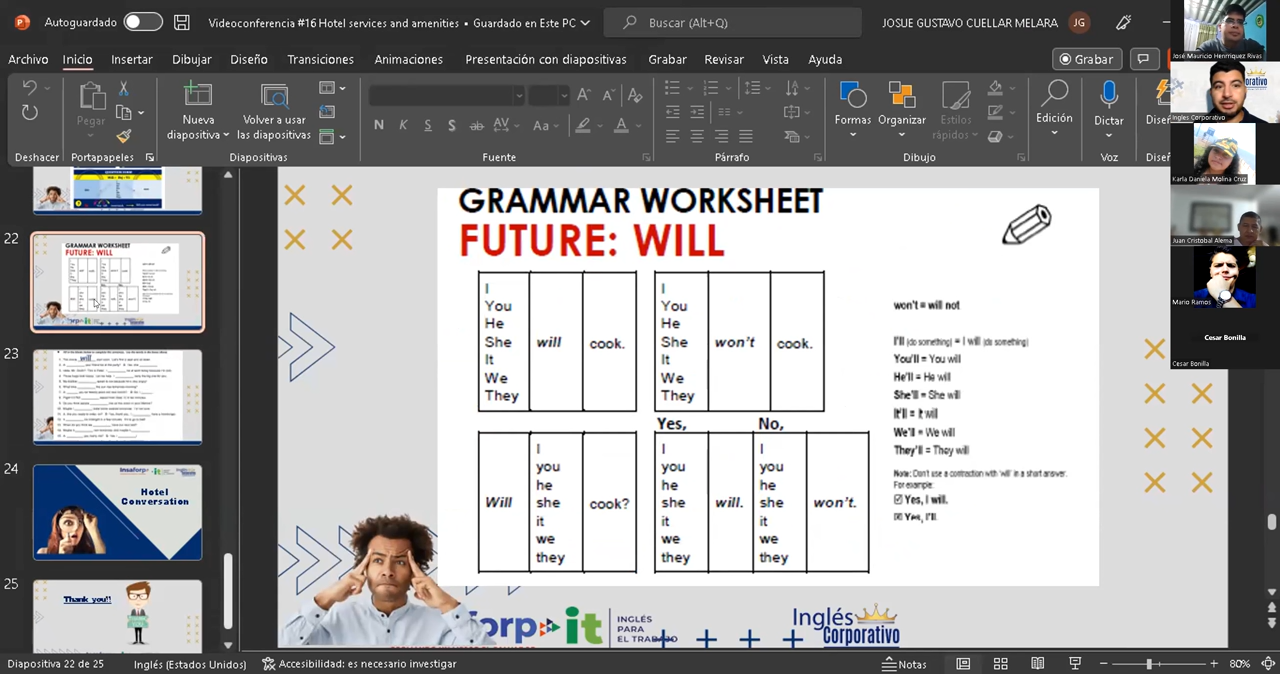 Autoguardado
Videoconferencia #16 Hotel services and amenities • Guardado en Este PC
Buscar (Alt+Q)
JOSUE GUSTAVO CUELLAR MELARA
JG
Archivo Inicio Insertar Dibujar Diseño Transiciones Animaciones Presentación con diapositivas Grabar Revisar Vista Ayuda
Grabar
Pegar
Nueva
diapositiva
Volver a usar
las diapositivas
N K S S ab AV Aa A
Formas
Organizar
Estilos
rápidos
Edición
Dictar
Deshacer
Portapapeles
Diapositivas
Fuente
Párrafo
Dibujo
Voz
José Mauricio Henríquez Rivas
Inglés Corporativo
Karla Daniela Molina Cruz
Mario Ramos
Cesar Bonilla
Cesar Bonilla
22
GRAMMAR WORKSHEET
FUTURE: WILL
23
24
Hotel
Conversation
25
Thank you!!
GRAMMAR WORKSHEET
FUTURE: WILL
I
You
He
She will cook.
It
We
They
I
You
He
She won't cook.
It
We
They
won't = will not
I'll (do something) = I will (do something)
You'll = You will
He'll = He will
She'll = She will
It'll = It will
We'll = We will
They'll = They will
Note: Don't use a contraction with 'will' in a short answer.
For example:
Yes, I will.
Yes, I'll.
I
you
he
Will she cook?
it
we
they
Yes, No,
I I
you you
he he
she will. she won't.
it it
we we
they they
forp it
INGLÉS
PARA
EL TRABAJO
Inglés
Corporativo
Diapositiva 22 de 25
Inglés (Estados Unidos)
Accesibilidad: es necesario investigar
Notas
80%